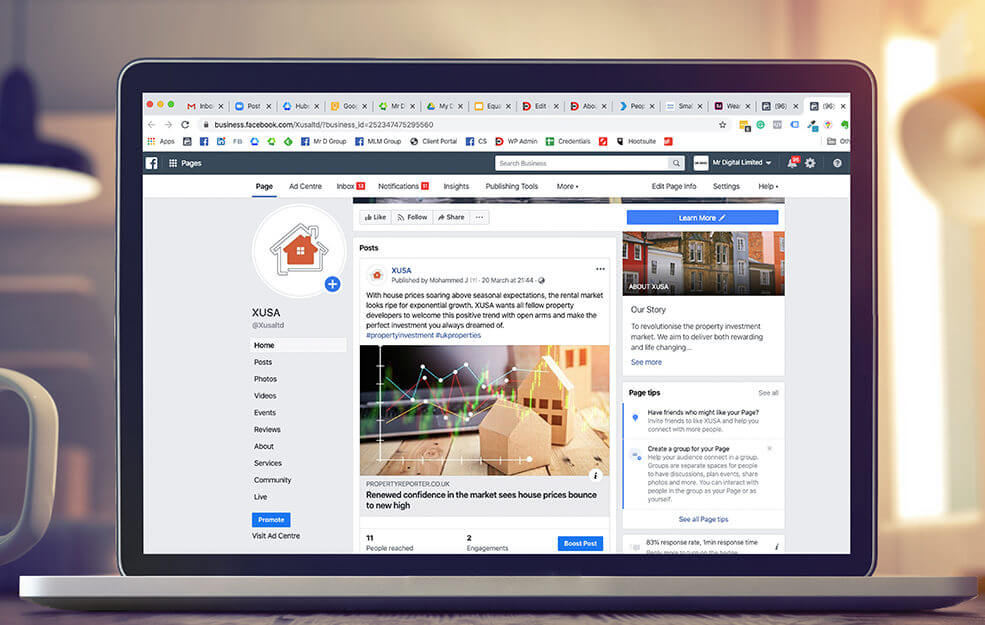 Inbo
Post
Hub
Goog
Mr D
My D
Equa
Edit
Abou
Peop
Smal
Wea
(96)
(96)
business.facebook.com/Xusaltd/?business_id=252347475295560
Apps
FB
Mr D Group
MLM Group
Client Portal
CS
WP Admin
Credentials
Hootsuite
Pages
Search Business
Mr Digital Limited
Page Ad Centre Inbox 13 Notifications Insights Publishing Tools More Edit Page Info Settings Help
Like Follow Share ...
Learn More
XUSA
@Xusaltd
Home
Posts
Photos
Videos
Events
Reviews
About
Services
Community
Live
Promote
Visit Ad Centre
Posts
XUSA
Published by Mohammed J · 20 March at 21:44 ·
With house prices soaring above seasonal expectations, the rental market
looks ripe for exponential growth. XUSA wants all fellow property
developers to welcome this positive trend with open arms and make the
perfect investment you always dreamed of.
#propertyinvestment #ukproperties
PROPERTYREPORTER.CO.UK
Renewed confidence in the market sees house prices bounce
to new high
11
People reached
2
Engagements
Boost Post
ABOUT XUSA
Our Story
To revolutionise the property investment
market. We aim to deliver both rewarding
and life changing...
See more
Page tips
See all
Have friends who might like your Page?
Invite friends to like XUSA and help you
connect with more people.
Create a group for your Page
Help your audience connect in a group.
Groups are separate spaces for people
to have discussions, plan events, share
photos and more. You can interact with
people in the group as your Page or as
yourself.
See all Page tips
83% response rate, 1min response time